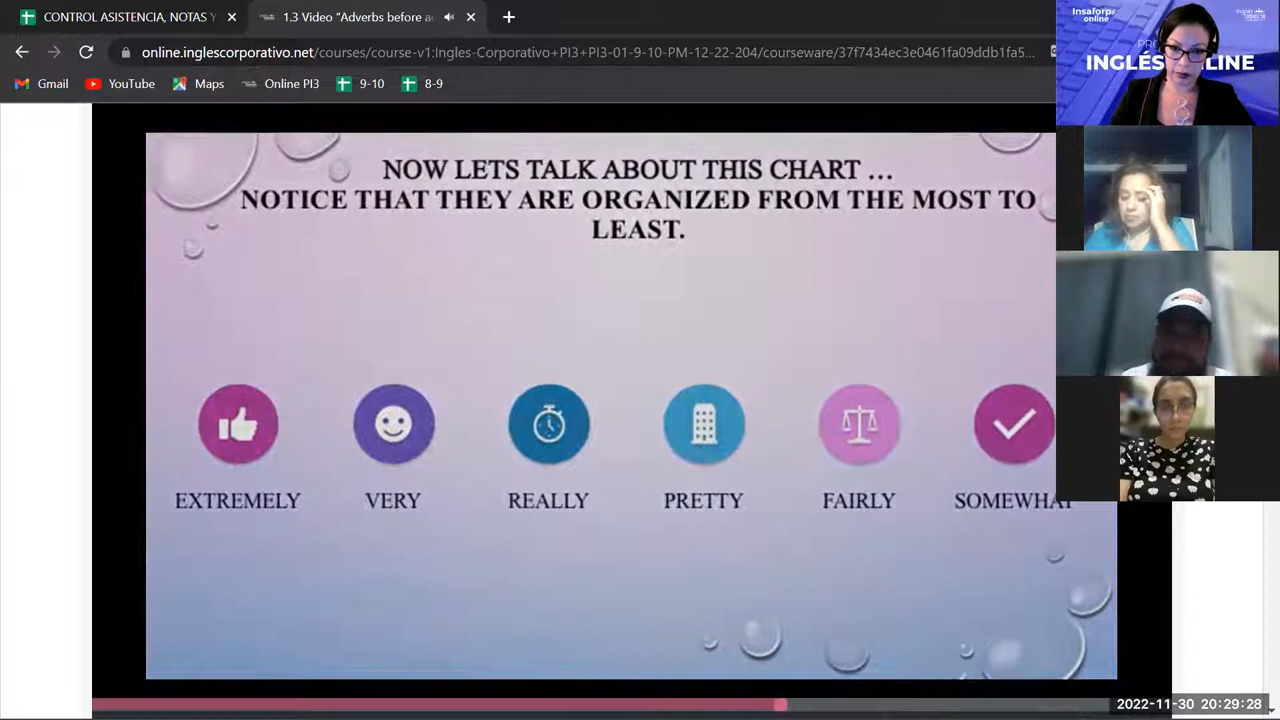 CONTROL ASISTENCIA, NOTAS Y
1.3 Video "Adverbs before a
online.inglescorporativo.net/courses/course-v1:Ingles-Corporativo+PI3+PI3-01-9-10-PM-12-22-204/courseware/7f7424dec3e0461fa09ddb1fa5...
Gmail
YouTube
Maps
Online PI3
9-10
8-9
Insaforp
online
Inglés
INGLÉS
LINE
NOW LETS TALK ABOUT THIS CHART ...
NOTICE THAT THEY ARE ORGANIZED FROM THE MOST TO
LEAST.
EXTREMELY
VERY
REALLY
PRETTY
FAIRLY
SOMEWHAT
2022-11-30 20:29:28